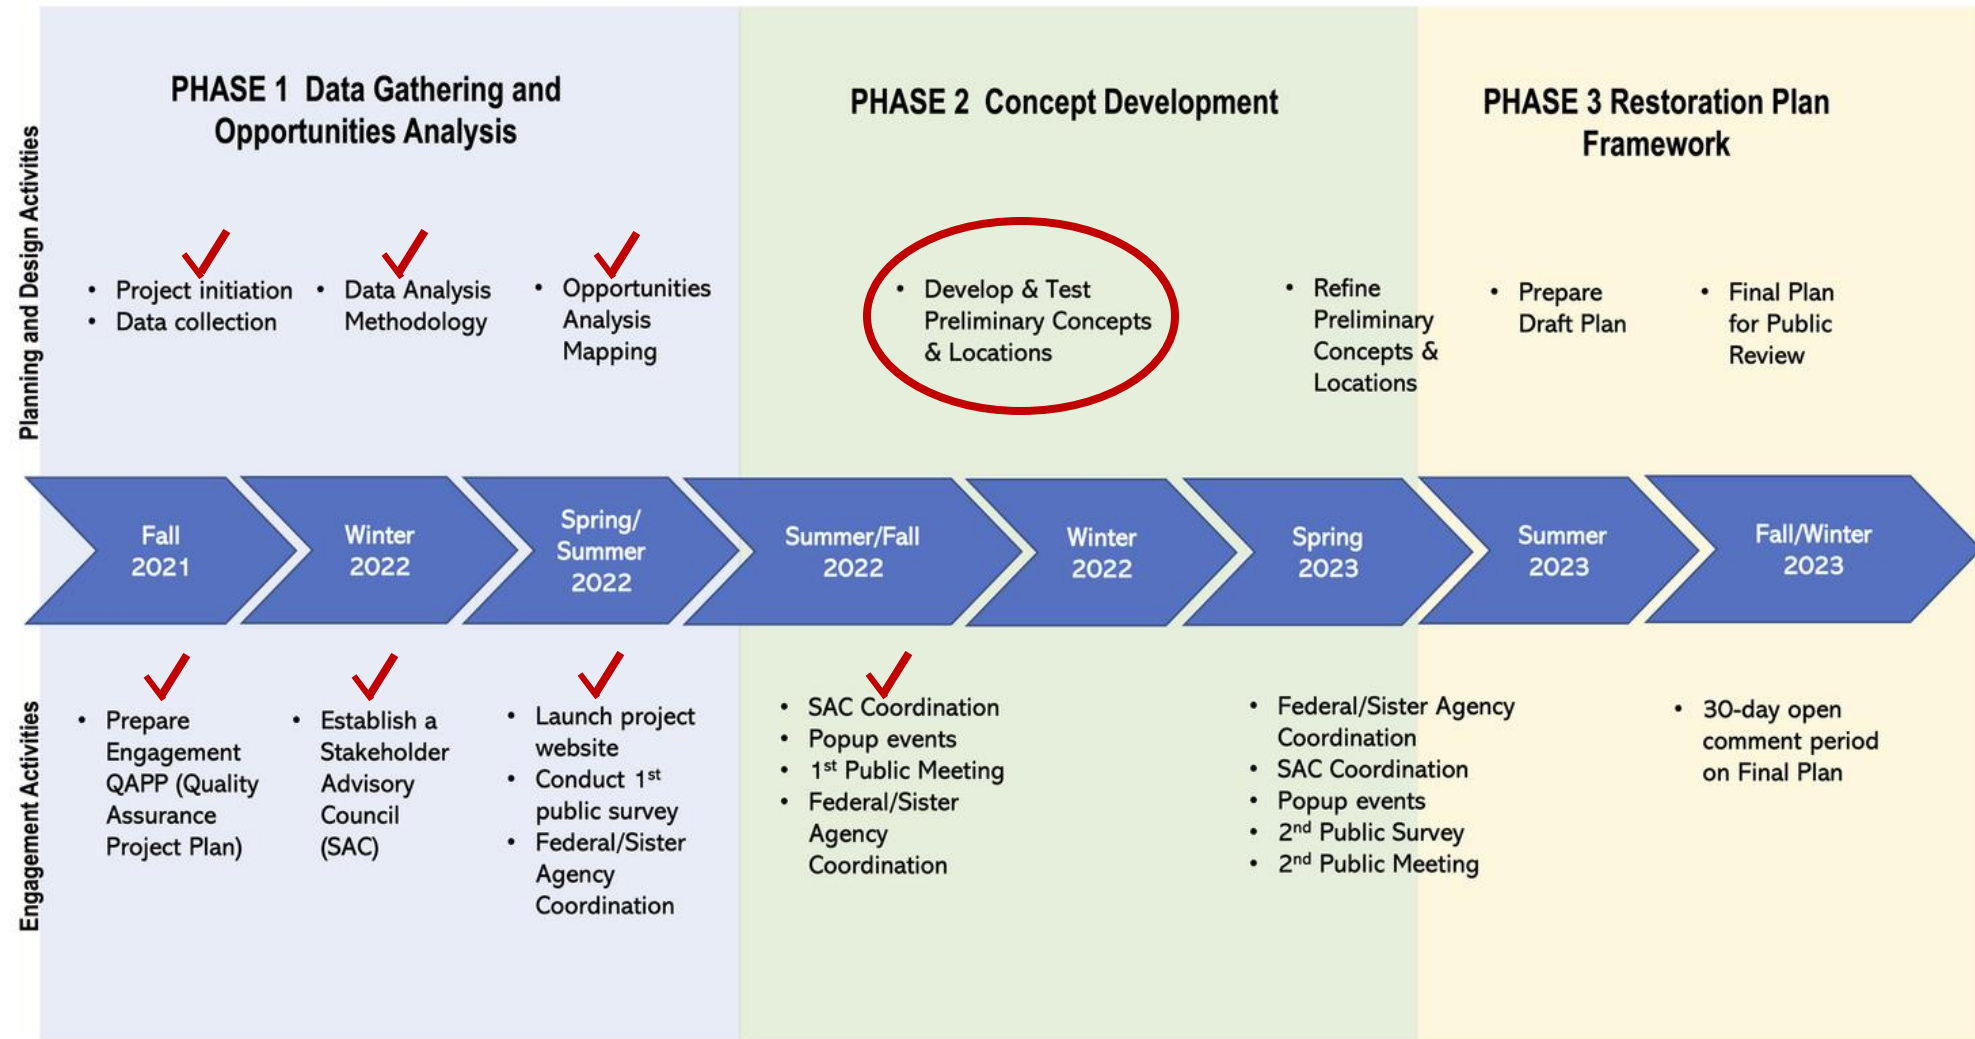 PHASE 1 Data Gathering and
Opportunities Analysis
PHASE 2 Concept Development
PHASE 3 Restoration Plan
Framework
Planning and Design Activities
• Project initiation
• Data collection
• Data Analysis
Methodology
• Opportunities
Analysis
Mapping
• Develop & Test
Preliminary Concepts
& Locations
• Refine
Preliminary
Concepts &
Locations
• Prepare
Draft Plan
• Final Plan
for Public
Review
Fall
2021
Winter
2022
Spring/
Summer
2022
Summer/Fall
2022
Winter
2022
Spring
2023
Summer
2023
Fall/Winter
2023
Engagement Activities
• Prepare
Engagement
QAPP (Quality
Assurance
Project Plan)
• Establish a
Stakeholder
Advisory
Council
(SAC)
• Launch project
website
• Conduct 1st
public survey
• Federal/Sister
Agency
Coordination
• SAC Coordination
• Popup events
• 1st Public Meeting
• Federal/Sister
Agency
Coordination
• Federal/Sister Agency
Coordination
• SAC Coordination
• Popup events
• 2nd Public Survey
• 2nd Public Meeting
• 30-day open
comment period
on Final Plan